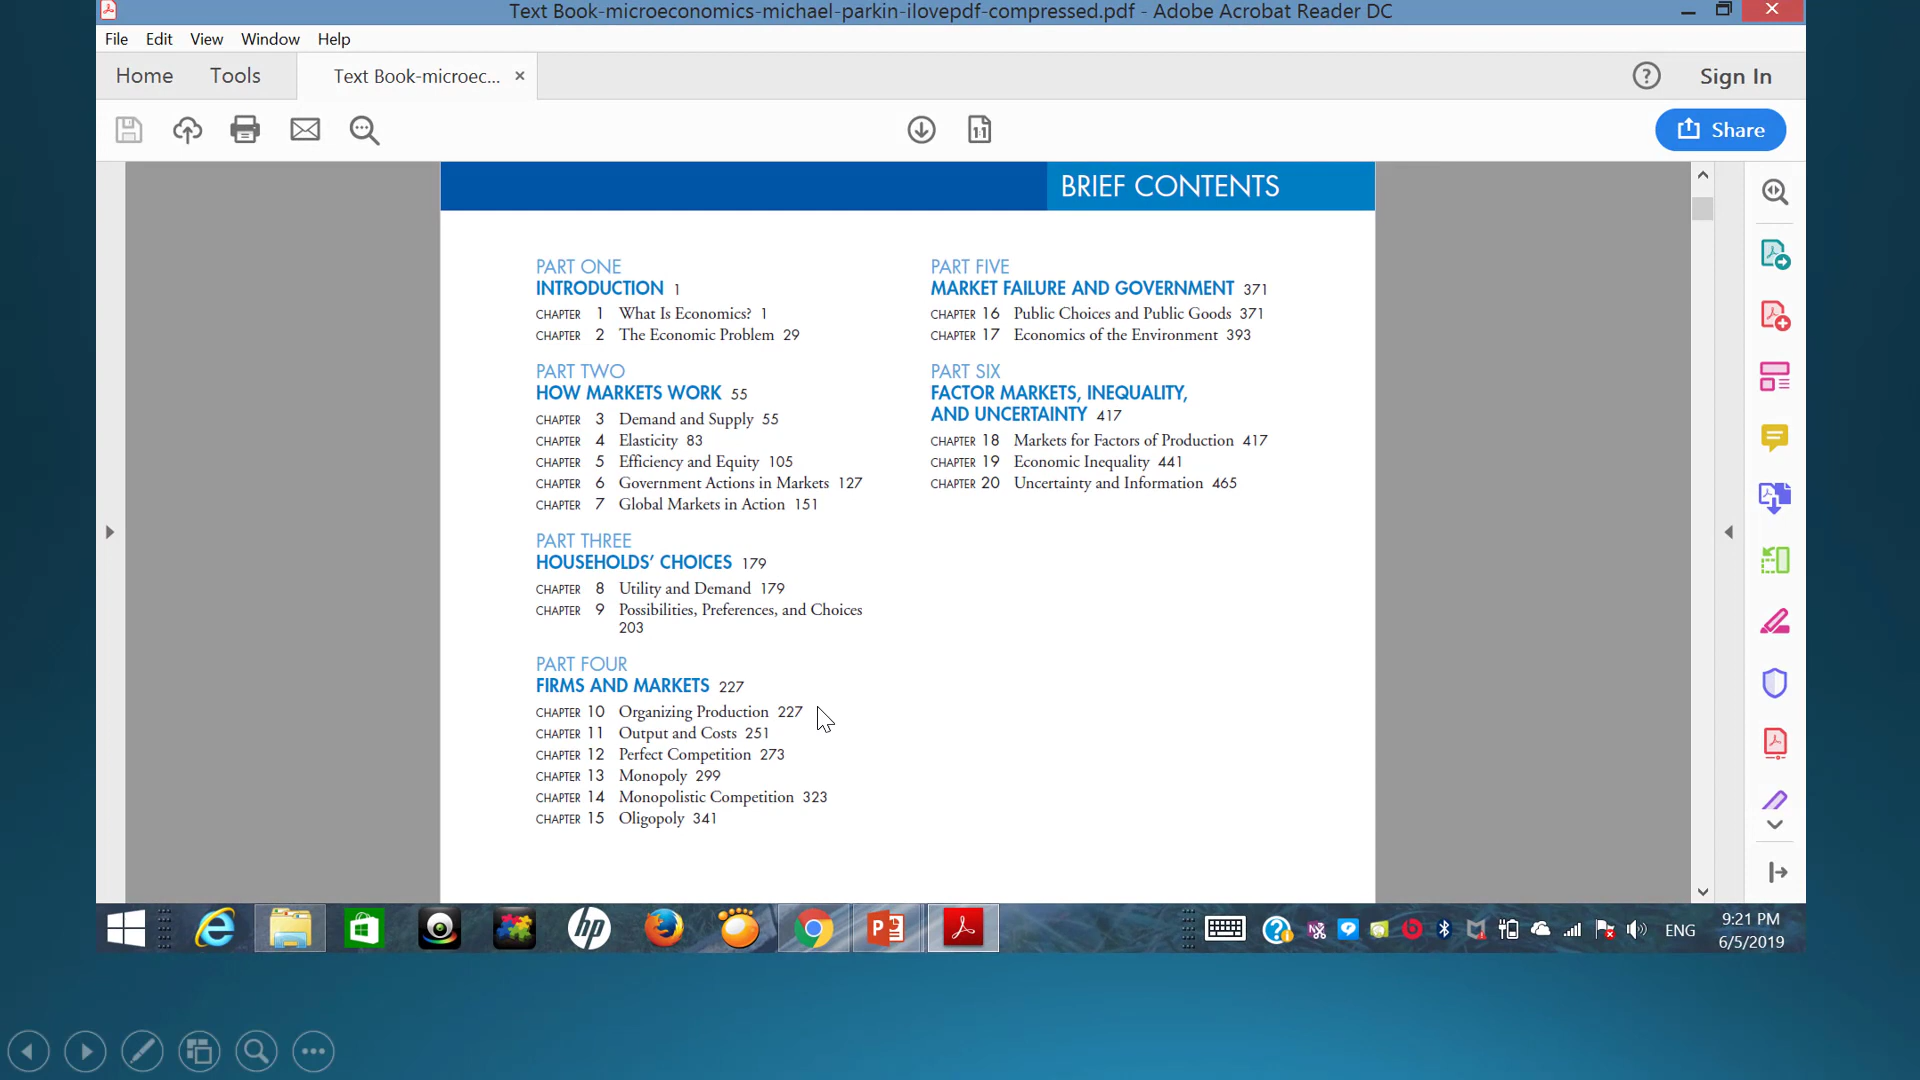 Text Book-microeconomics-michael-parkin-ilovepdf-compressed.pdf - Adobe Acrobat Reader DC
File Edit View Window Help
Home Tools Text Book-microec... × ? Sign In
1:1 Share
BRIEF CONTENTS
PART ONE
INTRODUCTION 1
CHAPTER 1 What Is Economics? 1
CHAPTER 2 The Economic Problem 29
PART TWO
HOW MARKETS WORK 55
CHAPTER 3 Demand and Supply 55
CHAPTER 4 Elasticity 83
CHAPTER 5 Efficiency and Equity 105
CHAPTER 6 Government Actions in Markets 127
CHAPTER 7 Global Markets in Action 151
PART THREE
HOUSEHOLDS’ CHOICES 179
CHAPTER 8 Utility and Demand 179
CHAPTER 9 Possibilities, Preferences, and Choices
203
PART FOUR
FIRMS AND MARKETS 227
CHAPTER 10 Organizing Production 227
CHAPTER 11 Output and Costs 251
CHAPTER 12 Perfect Competition 273
CHAPTER 13 Monopoly 299
CHAPTER 14 Monopolistic Competition 323
CHAPTER 15 Oligopoly 341
PART FIVE
MARKET FAILURE AND GOVERNMENT 371
CHAPTER 16 Public Choices and Public Goods 371
CHAPTER 17 Economics of the Environment 393
PART SIX
FACTOR MARKETS, INEQUALITY,
AND UNCERTAINTY 417
CHAPTER 18 Markets for Factors of Production 417
CHAPTER 19 Economic Inequality 441
CHAPTER 20 Uncertainty and Information 465
hp
ENG
9:21 PM
6/5/2019